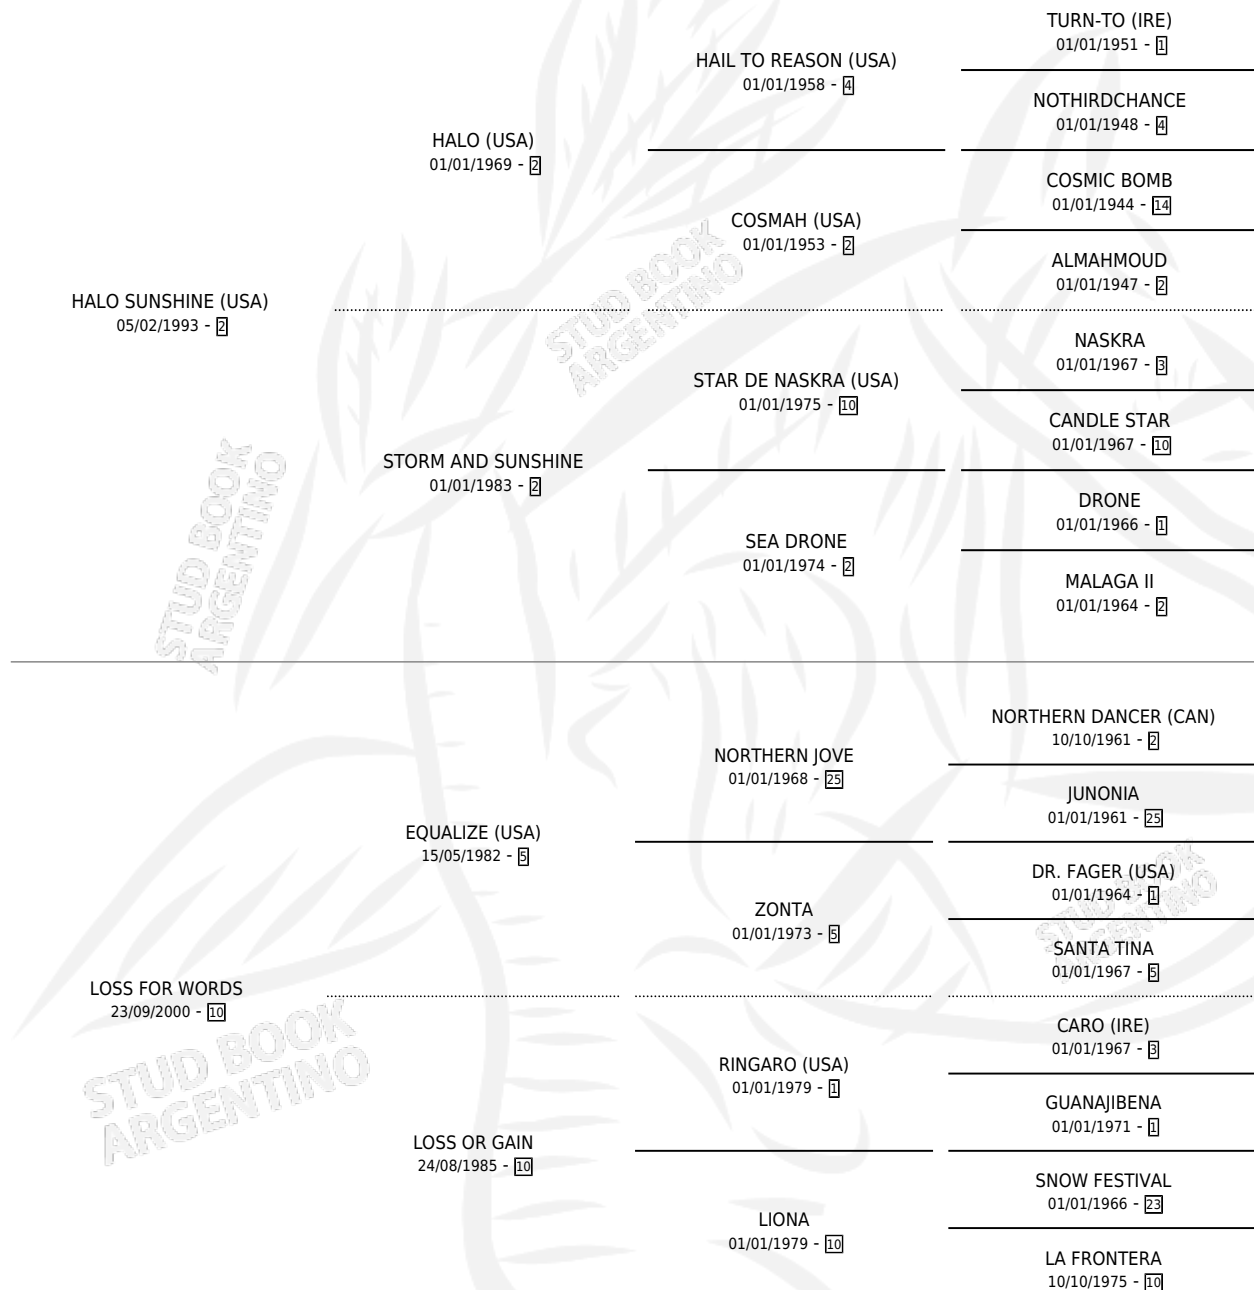 TURN-TO (IRE)
01/01/1951 - 1
HAIL TO REASON (USA)
01/01/1958 - 4
NOTHIRDCHANCE
01/01/1948 - 4
HALO (USA)
01/01/1969 - 2
COSMIC BOMB
01/01/1944 - 14
COSMAH (USA)
01/01/1953 - 2
ALMAHMOUD
01/01/1947 - 2
HALO SUNSHINE (USA)
05/02/1993 - 2
NASKRA
01/01/1967 - 3
STAR DE NASKRA (USA)
01/01/1975 - 10
CANDLE STAR
01/01/1967 - 10
STORM AND SUNSHINE
01/01/1983 - 2
DRONE
01/01/1966 - 1
SEA DRONE
01/01/1974 - 2
MALAGA II
01/01/1964 - 2
NORTHERN DANCER (CAN)
10/10/1961 - 2
NORTHERN JOVE
01/01/1968 - 25
JUNONIA
01/01/1961 - 25
EQUALIZE (USA)
15/05/1982 - 5
DR. FAGER (USA)
01/01/1964 - 1
ZONTA
01/01/1973 - 5
SANTA TINA
01/01/1967 - 5
LOSS FOR WORDS
23/09/2000 - 10
CARO (IRE)
01/01/1967 - 3
RINGARO (USA)
01/01/1979 - 1
GUANAJIBENA
01/01/1971 - 1
LOSS OR GAIN
24/08/1985 - 10
SNOW FESTIVAL
01/01/1966 - 23
LIONA
01/01/1979 - 10
LA FRONTERA
10/10/1975 - 10
STUD BOOK
ARGENTINO
STUD BOOK
ARGENTINO
STUD BOOK
ARGENTINO
STUD BOOK
ARGENTINO